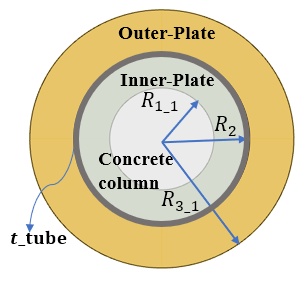 Outer-Plate
Inner-Plate
R1_1
R2
Concrete
column
R3_1
t_tube